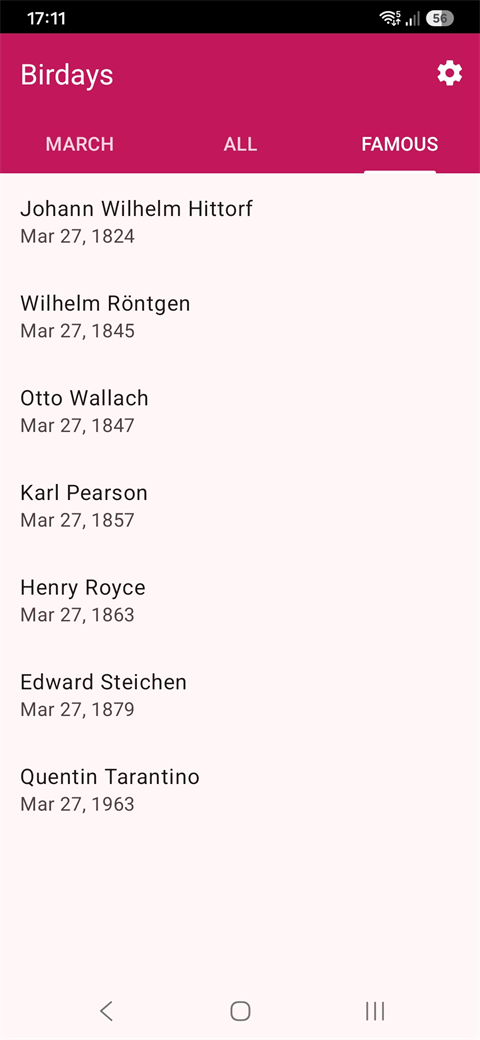 17:11
5
56
Birdays
MARCH
ALL
FAMOUS
Johann Wilhelm Hittorf
Mar 27, 1824
Wilhelm Röntgen
Mar 27, 1845
Otto Wallach
Mar 27, 1847
Karl Pearson
Mar 27, 1857
Henry Royce
Mar 27, 1863
Edward Steichen
Mar 27, 1879
Quentin Tarantino
Mar 27, 1963